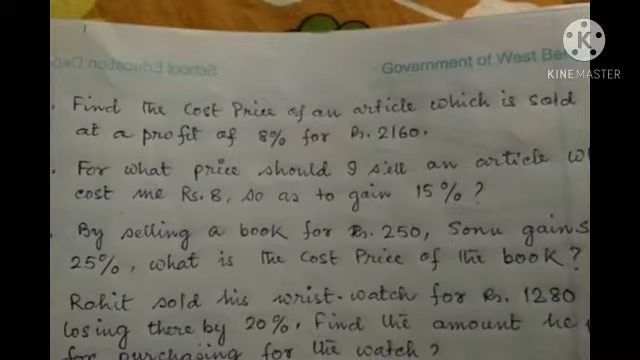 School Education Dep
Government of West Be
KINEMASTER
Find the Cost Price of an article which is sold
at a profit of 8% for Rs. 2160.
For what price should I sell an article w
cost me Rs. 8, so as to gain 15%?
By selling a book for Rs. 250, Sonu gains
25%, what is the Cost Price of the book?
Rohit sold his wrist-watch for Rs. 1280
losing there by 20%. Find the amount he
for purchasing for the watch?